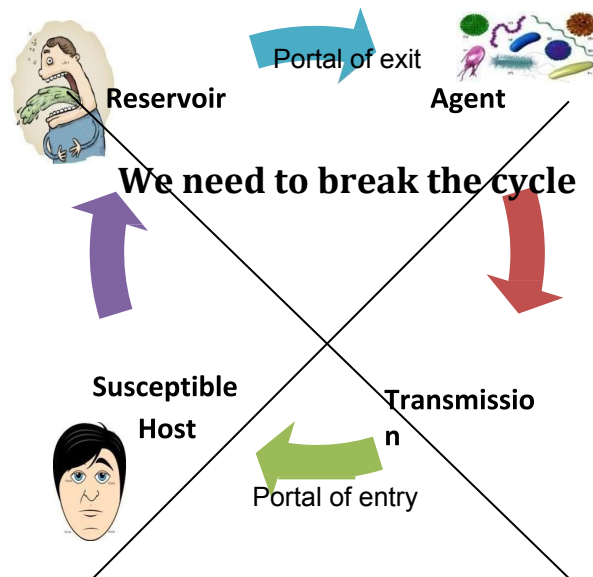 Portal of exit
Reservoir
Agent
We need to break the cycle
Susceptible
Host
Transmissio
n
Portal of entry